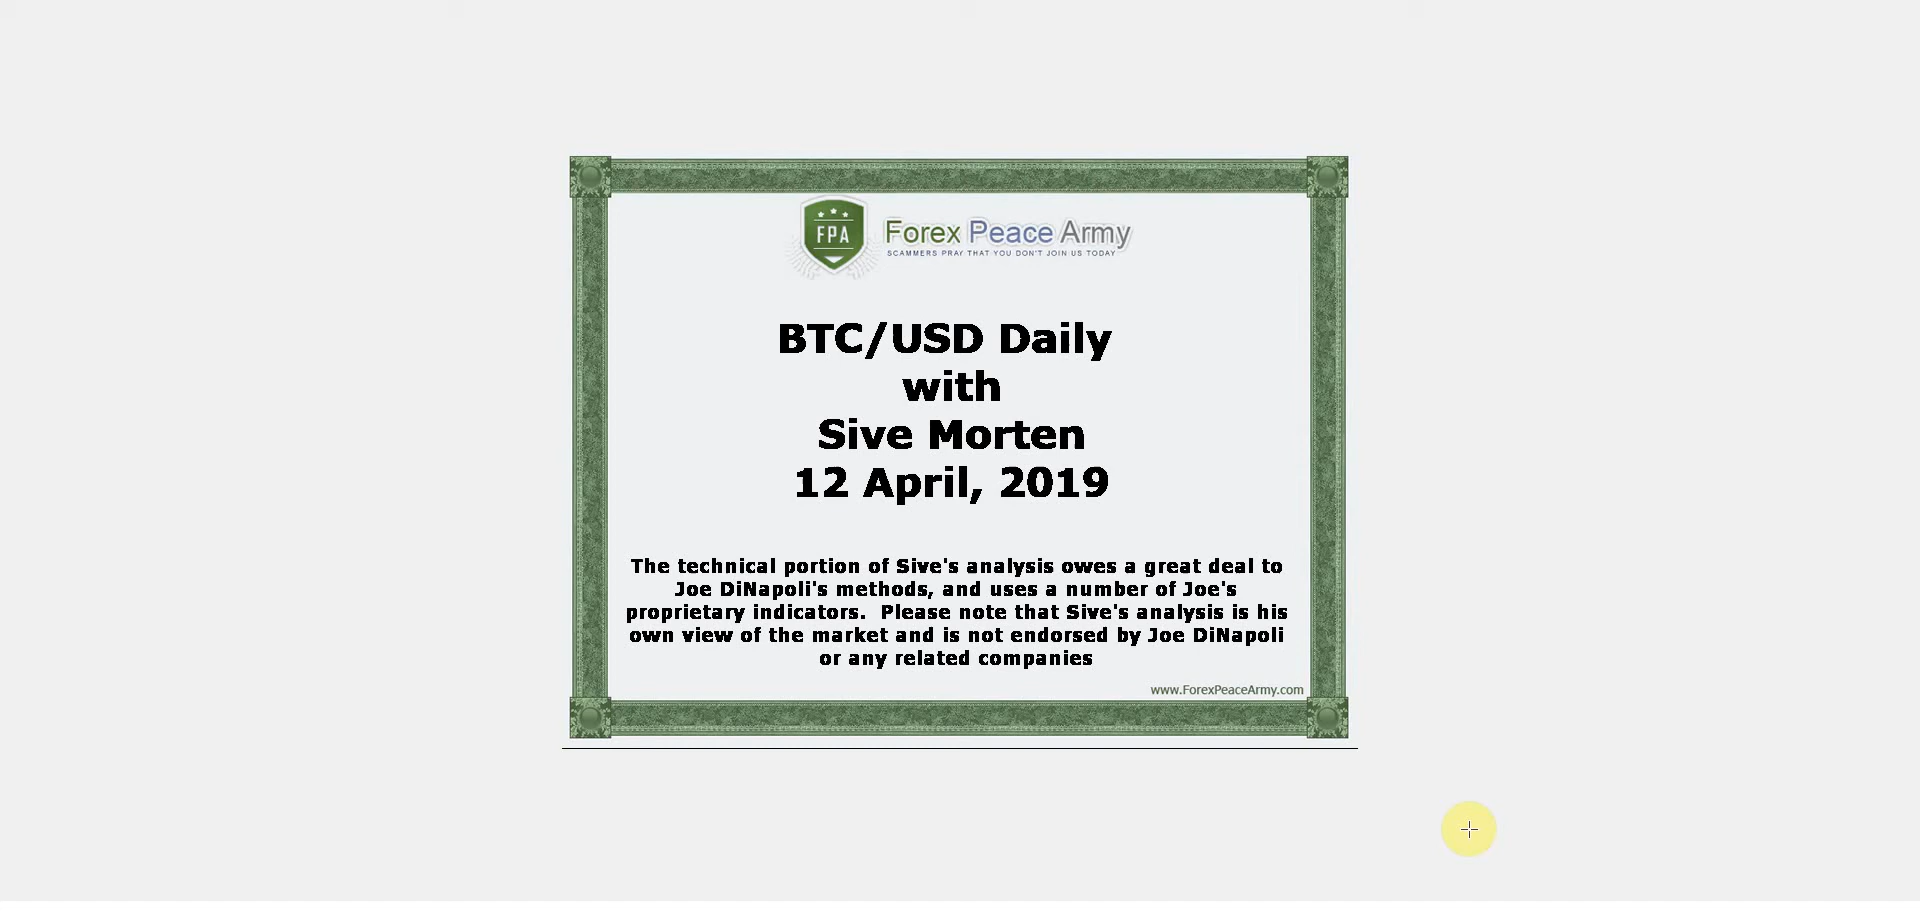 FPA
Forex Peace Army
SCAMMERS PRAY THAT YOU DON'T JOIN US TODAY
BTC/USD Daily
with
Sive Morten
12 April, 2019
The technical portion of Sive's analysis owes a great deal to
Joe DiNapoli's methods, and uses a number of Joe's
proprietary indicators.  Please note that Sive's analysis is his
own view of the market and is not endorsed by Joe DiNapoli
or any related companies
www.ForexPeaceArmy.com